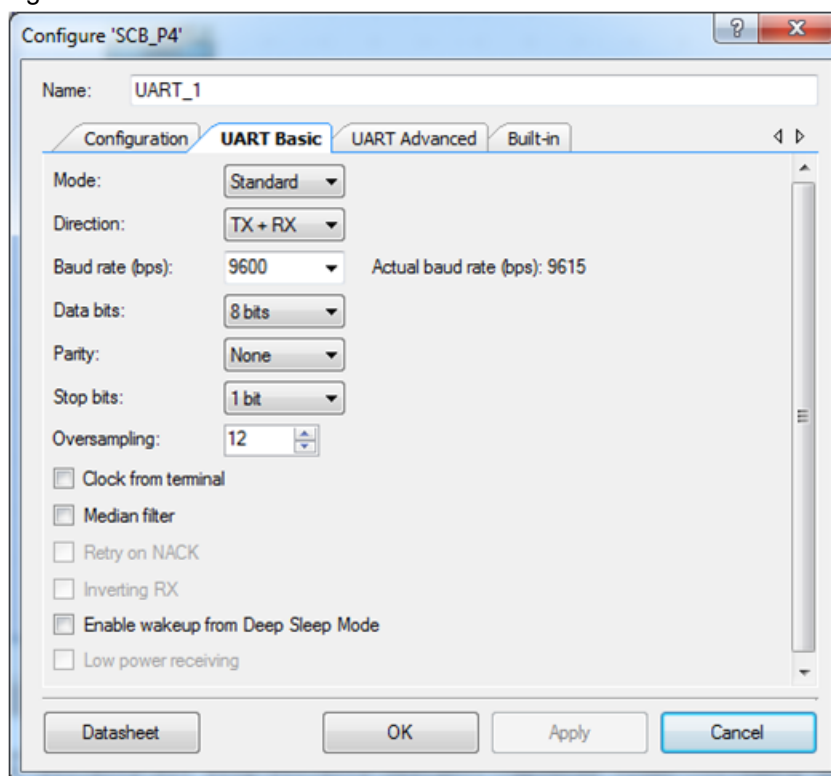 Configure 'SCB_P4'
Name: UART_1
Configuration UART Basic UART Advanced Built-in
Mode: Standard
Direction: TX + RX
Baud rate (bps): 9600 Actual baud rate (bps): 9615
Data bits: 8 bits
Parity: None
Stop bits: 1 bit
Oversampling: 12
Clock from terminal
Median filter
Retry on NACK
Inverting RX
Enable wakeup from Deep Sleep Mode
Low power receiving
Datasheet OK Apply Cancel